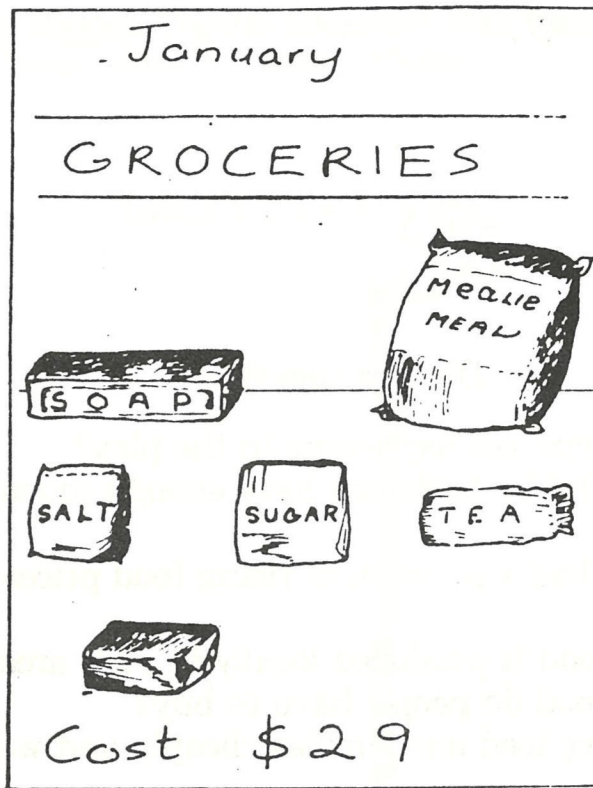 January
GROCERIES
Mealie
MEAL
SOAP
SALT SUGAR TEA
Cost $29